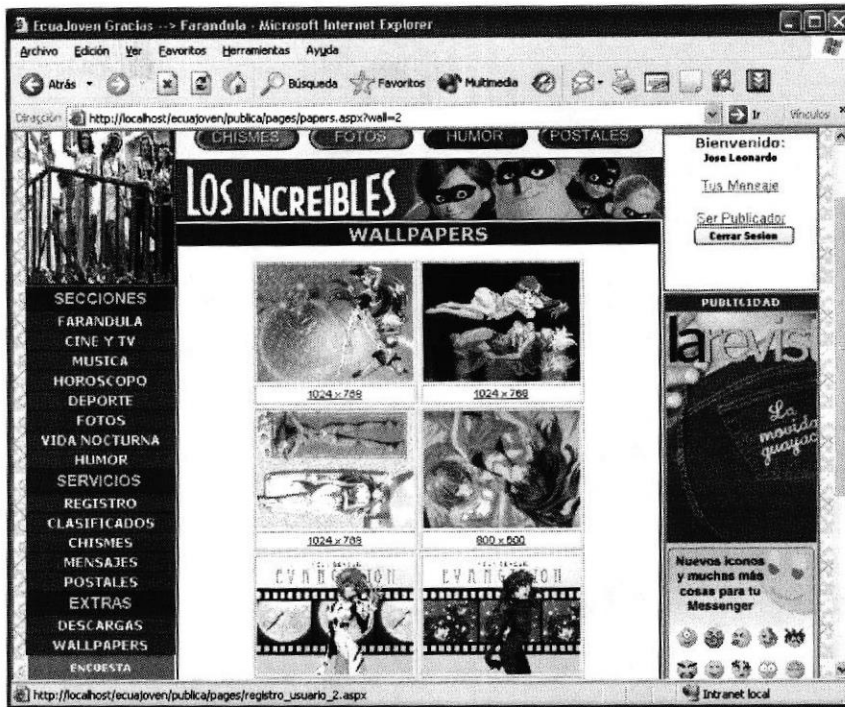 EcuaJoven Gracias --> Farandula - Microsoft Internet Explorer
Archivo Edición Ver Favoritos Herramientas Ayuda
Atrás Búsqueda Favoritos Multimedia
Dirección http://localhost/ecuajoven/publica/pages/papers.aspx?wall=2 Ir Vínculos
CHISMES FOTOS HUMOR POSTALES
LOS INCREÍBLES
WALLPAPERS
1024 x 768
1024 x 768
1024 x 768
800 x 600
EVANGELION
SECCIONES
FARANDULA
CINE Y TV
MUSICA
HOROSCOPO
DEPORTE
FOTOS
VIDA NOCTURNA
HUMOR
SERVICIOS
REGISTRO
CLASIFICADOS
CHISMES
MENSAJES
POSTALES
EXTRAS
DESCARGAS
WALLPAPERS
ENCUESTA
Bienvenido:
Jose Leonardo
Tus Mensaje
Ser Publicador
Cerrar Sesion
PUBLICIDAD
la revist
La
movida
guayac
Nuevos iconos
y muchas más
cosas para tu
Messenger
http://localhost/ecuajoven/publica/pages/registro_usuario_2.aspx Intranet local